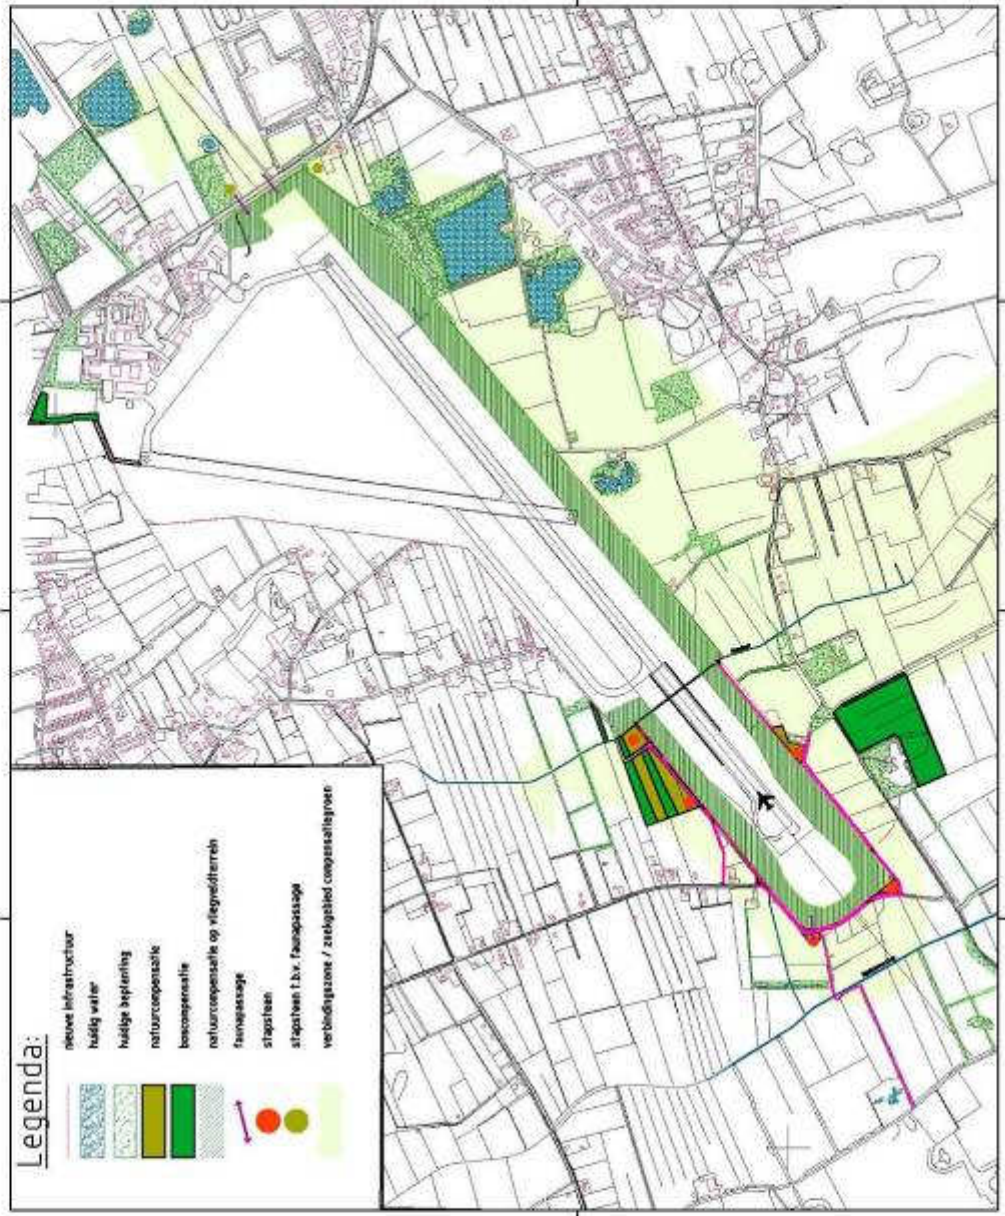 Legenda:
nieuwe infrastructuur
huidig water
huidige beplanting
natuurcompensatie
boscompensatie
natuurcompensatie op vliegveldterrein
faunapassage
stapsteen
stapsteen t.b.v. faunapassage
verbindingszone / zoekgebied compensatiegroen